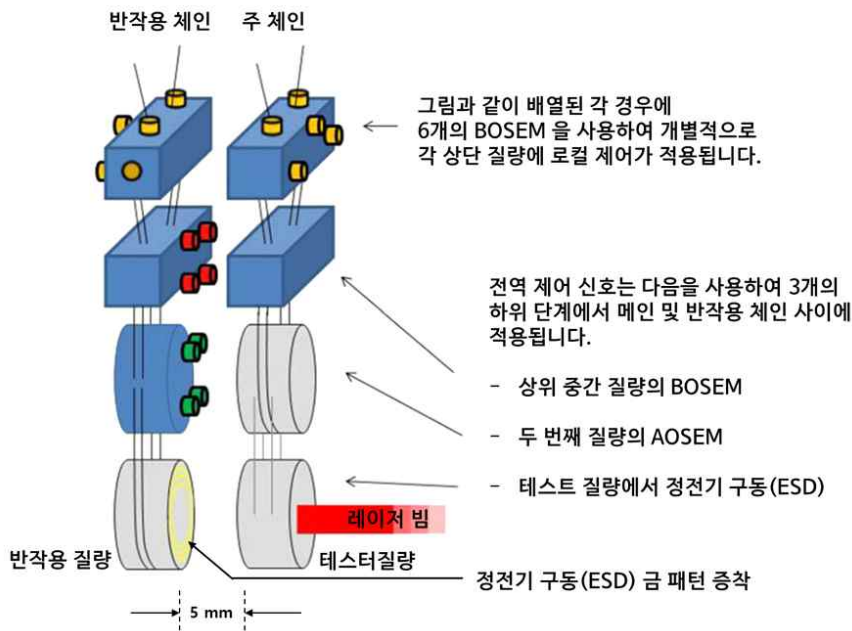 반작용 체인
주 체인
그림과 같이 배열된 각 경우에
6개의 BOSEM 을 사용하여 개별적으로
각 상단 질량에 로컬 제어가 적용됩니다.
전역 제어 신호는 다음을 사용하여 3개의
하위 단계에서 메인 및 반작용 체인 사이에
적용됩니다.
- 상위 중간 질량의 BOSEM
- 두 번째 질량의 AOSEM
- 테스트 질량에서 정전기 구동(ESD)
레이저 빔
반작용 질량
테스터질량
정전기 구동(ESD) 금 패턴 증착
5 mm